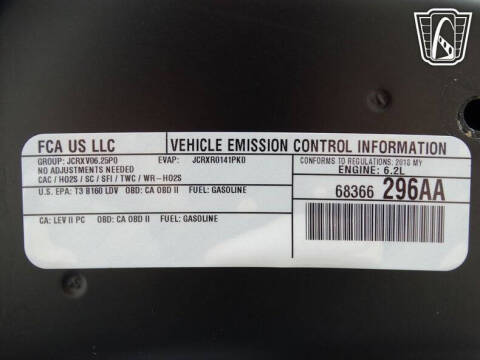 FCA US LLC
VEHICLE EMISSION CONTROL INFORMATION
GROUP: JCRXV06.25P0 EVAP: JCRXR0141PK0
NO ADJUSTMENTS NEEDED
CAC / HO2S / SC / SFI / TWC / WR-HO2S
U.S. EPA: T3 B160 LDV OBD: CA OBD II FUEL: GASOLINE
CA: LEV II PC OBD: CA OBD II FUEL: GASOLINE
CONFORMS TO REGULATIONS: 2018 MY
ENGINE: 6.2L
68366 296AA